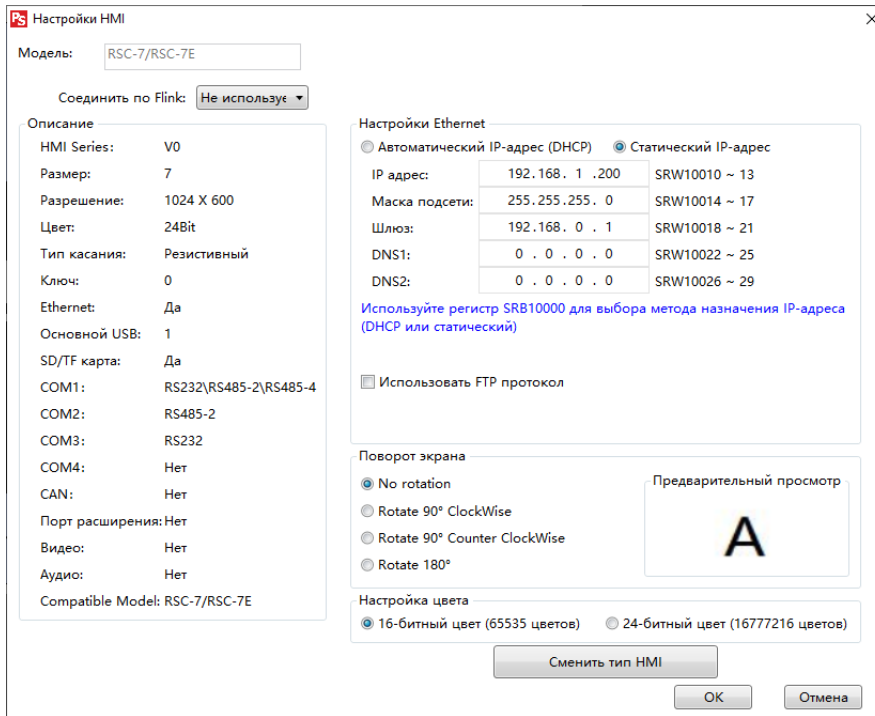 PS Настройки HMI
Модель: RSC-7/RSC-7E
Соединить по Flink: Не используе
Описание
HMI Series: V0
Размер: 7
Разрешение: 1024 X 600
Цвет: 24Bit
Тип касания: Резистивный
Ключ: 0
Ethernet: Да
Основной USB: 1
SD/TF карта: Да
COM1: RS232\RS485-2\RS485-4
COM2: RS485-2
COM3: RS232
COM4: Нет
CAN: Нет
Порт расширения: Нет
Видео: Нет
Аудио: Нет
Compatible Model: RSC-7/RSC-7E
Настройки Ethernet
Автоматический IP-адрес (DHCP) Статический IP-адрес
IP адрес: 192.168. 1 .200 SRW10010 ~ 13
Маска подсети: 255.255.255. 0 SRW10014 ~ 17
Шлюз: 192.168. 0 . 1 SRW10018 ~ 21
DNS1: 0 . 0 . 0 . 0 SRW10022 ~ 25
DNS2: 0 . 0 . 0 . 0 SRW10026 ~ 29
Используйте регистр SRB10000 для выбора метода назначения IP-адреса
(DHCP или статический)
Использовать FTP протокол
Поворот экрана
No rotation
Rotate 90° ClockWise
Rotate 90° Counter ClockWise
Rotate 180°
Предварительный просмотр
A
Настройка цвета
16-битный цвет (65535 цветов) 24-битный цвет (16777216 цветов)
Сменить тип HMI
OK Отмена